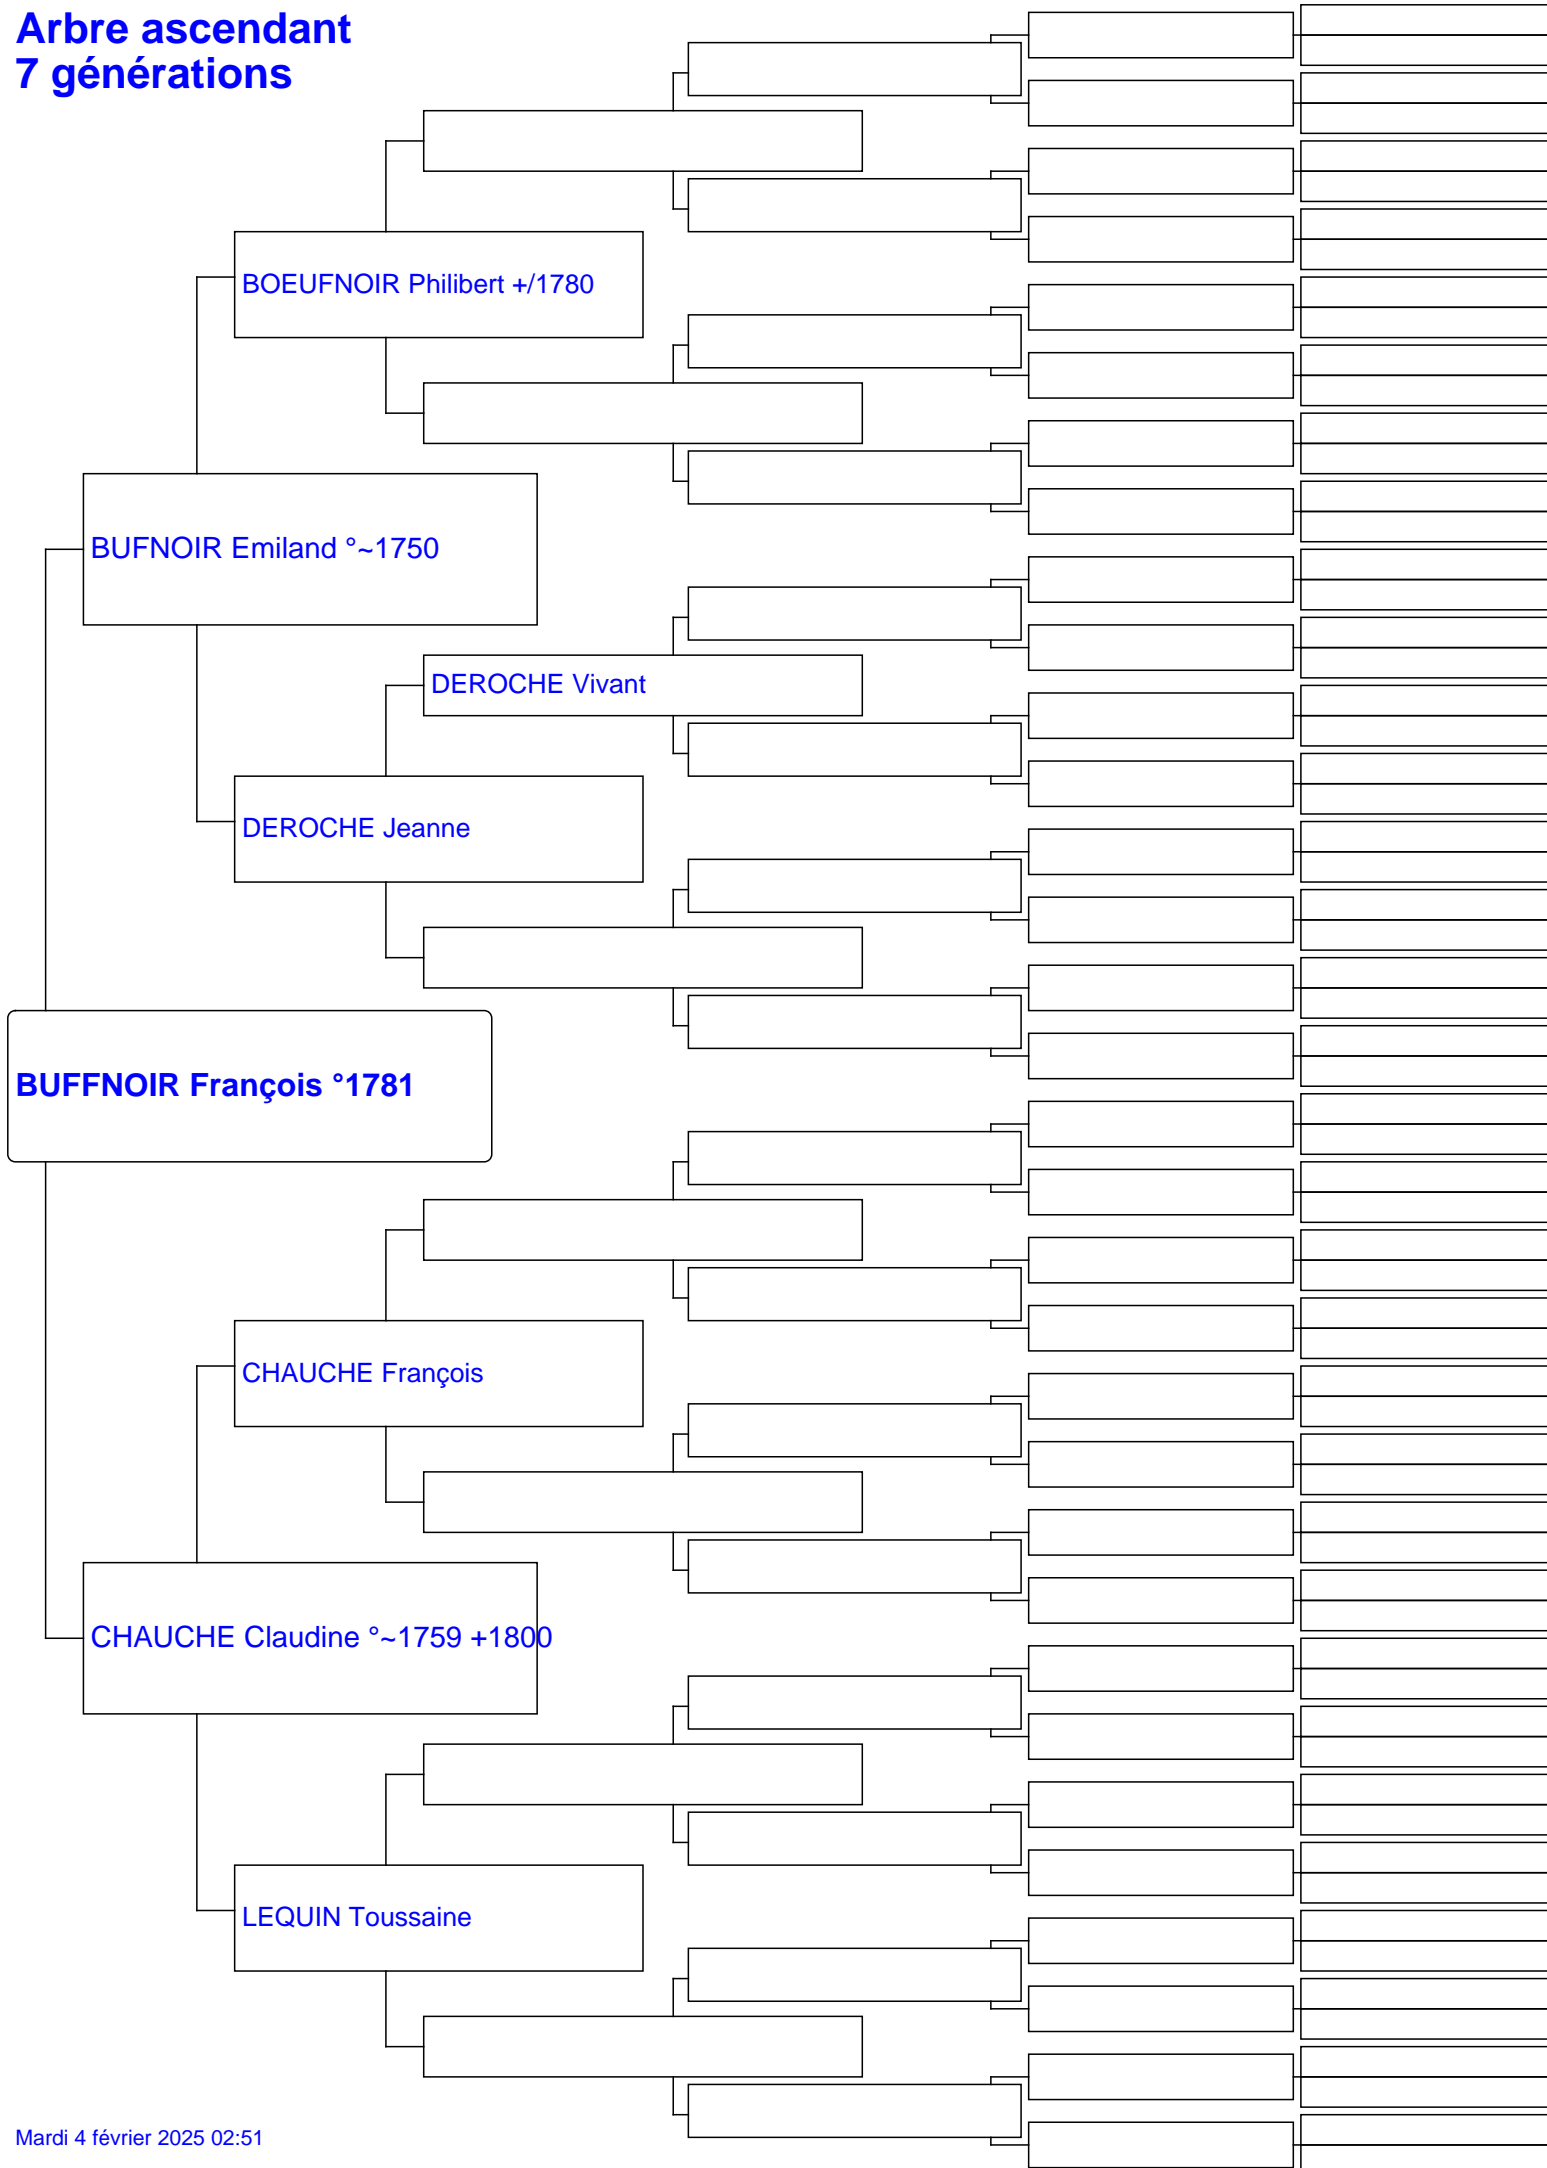 Arbre ascendant
7 générations
BOEUFNOIR Philibert +/1780
BUFNOIR Emiland °~1750
DEROCHE Vivant
DEROCHE Jeanne
BUFFNOIR François °1781
CHAUCHE François
CHAUCHE Claudine °~1759 +1800
LEQUIN Toussaine
Mardi 4 février 2025 02:51